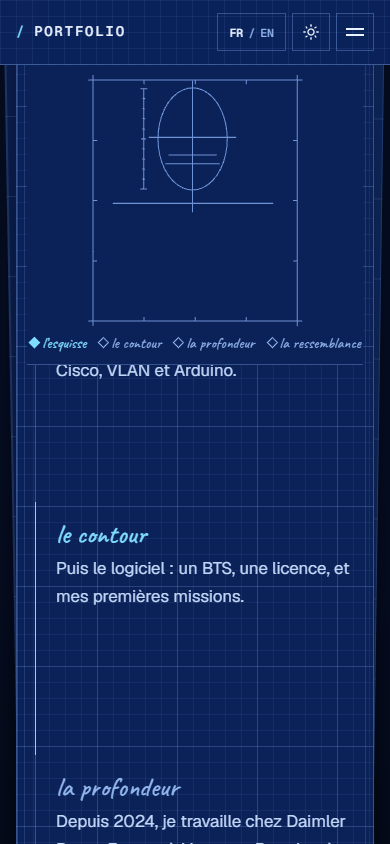 / PORTFOLIO
FR / EN
l'esquisse le contour la profondeur la ressemblance
Cisco, VLAN et Arduino.
le contour
Puis le logiciel : un BTS, une licence, et
mes premières missions.
la profondeur
Depuis 2024, je travaille chez Daimler